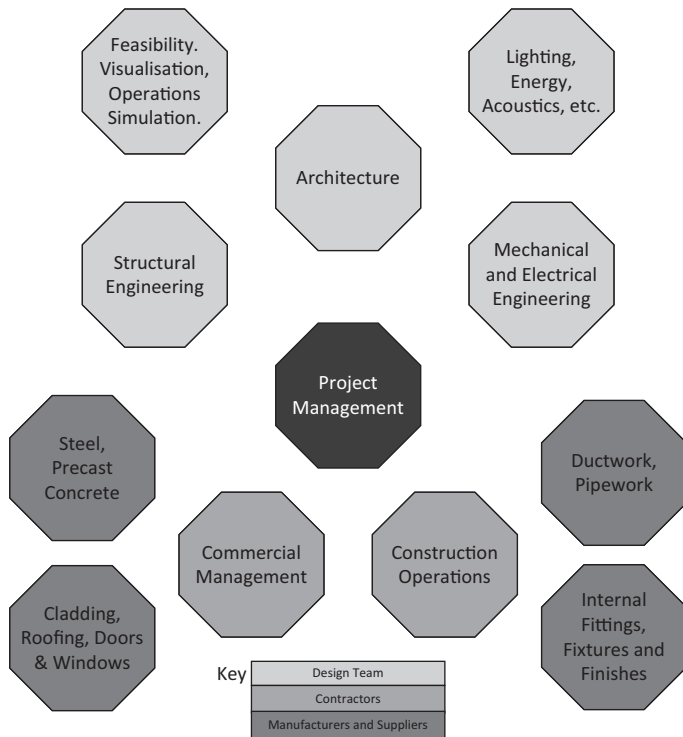 Feasibility.
Visualisation,
Operations
Simulation.
Lighting,
Energy,
Acoustics, etc.
Architecture
Structural
Engineering
Mechanical
and Electrical
Engineering
Project
Management
Steel,
Precast
Concrete
Ductwork,
Pipework
Commercial
Management
Construction
Operations
Cladding,
Roofing, Doors
& Windows
Internal
Fittings,
Fixtures and
Finishes
Key
Design Team
Contractors
Manufacturers and Suppliers